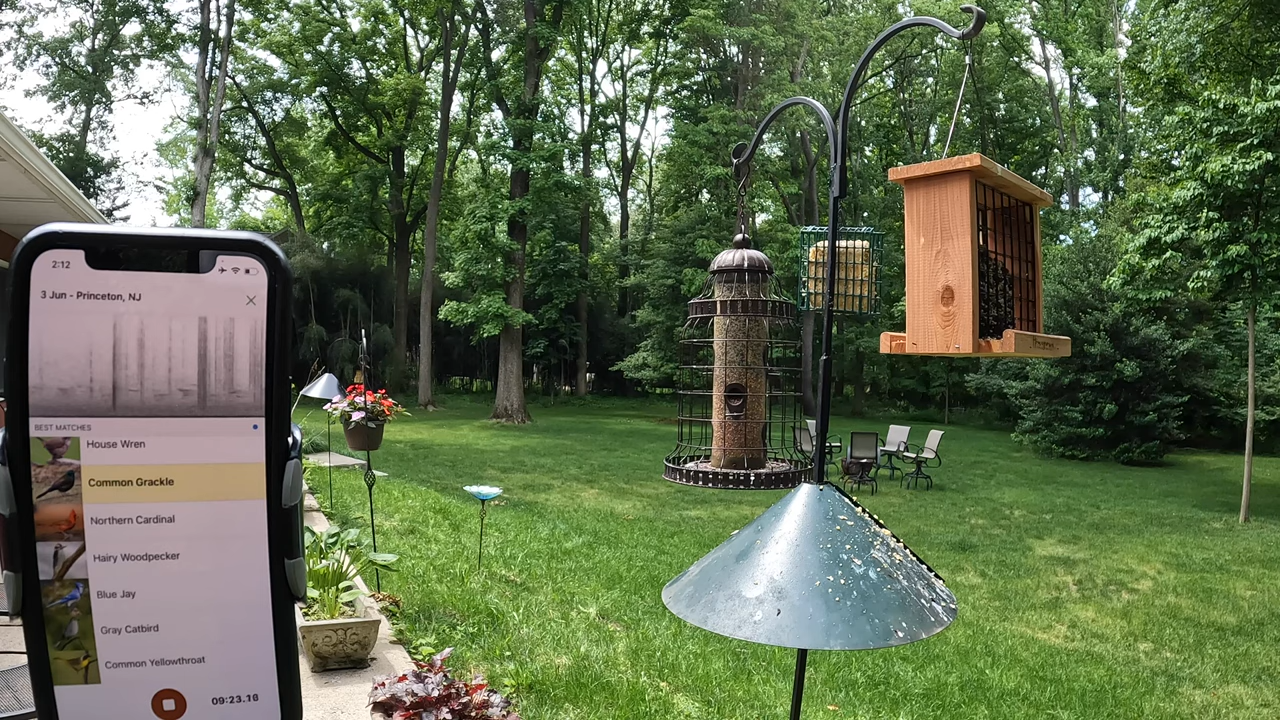 2:12
3 Jun - Princeton, NJ
BEST MATCHES
House Wren
Common Grackle
Northern Cardinal
Hairy Woodpecker
Blue Jay
Gray Catbird
Common Yellowthroat
09:23.18